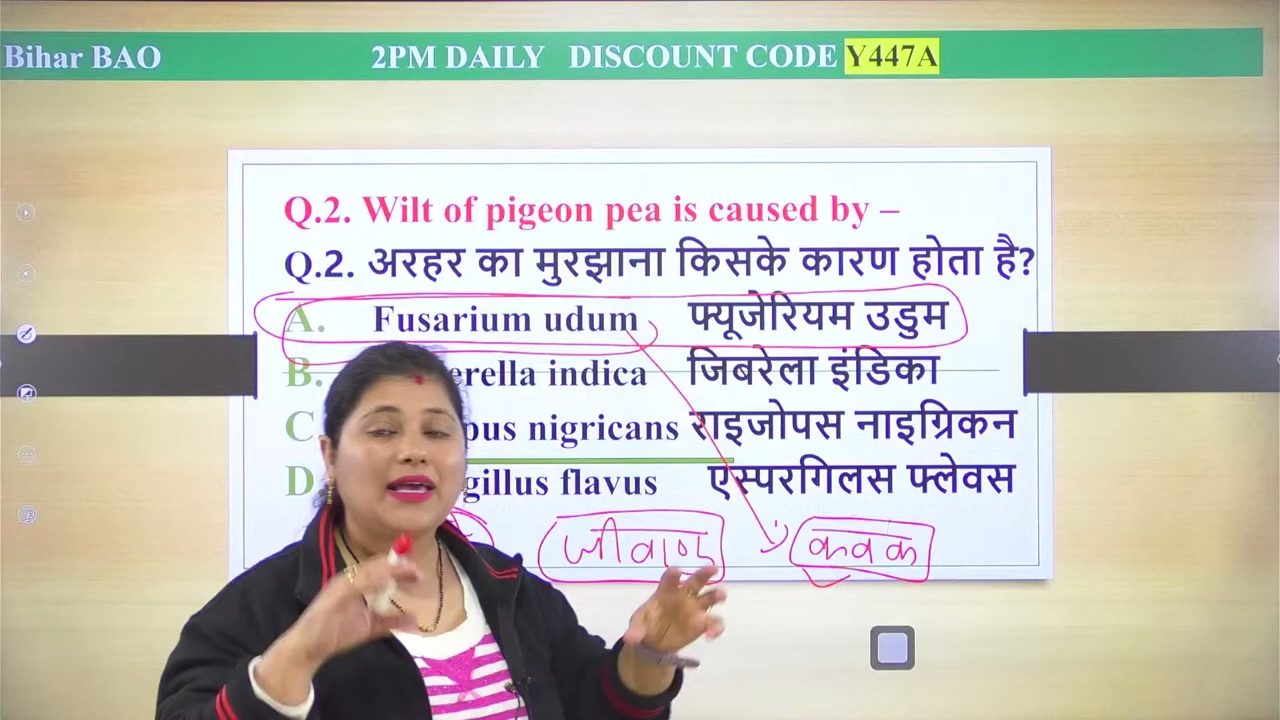 Bihar BAO 2PM DAILY DISCOUNT CODE Y447A
Q.2. Wilt of pigeon pea is caused by –
Q.2. अरहर का मुरझाना किसके कारण होता है?
A. Fusarium udum फ्यूजेरियम उडुम
B. erella indica जिबरेला इंडिका
C pus nigricans राइजोपस नाइग्रिकन
D gillus flavus एस्परगिलस फ्लेवस
जीवाणु कवक